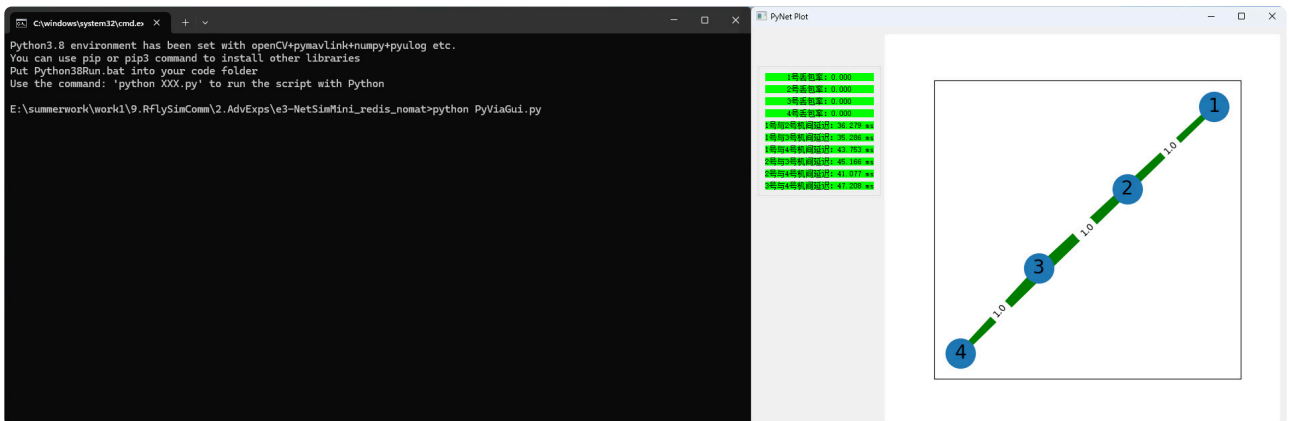 C:\windows\system32\cmd.ex
Python3.8 environment has been set with openCV+pymavlink+numpy+pyulog etc.
You can use pip or pip3 command to install other libraries
Put Python38Run.bat into your code folder
Use the command: 'python XXX.py' to run the script with Python
E:\summerwork\work1\9.RflySimComm\2.AdvExps\e3-NetSimMini_redis_nomat>python PyViaGui.py
PyNet Plot
1号丢包率: 0.000
2号丢包率: 0.000
3号丢包率: 0.000
4号丢包率: 0.000
1号与2号机间延迟: 36.279 ms
1号与3号机间延迟: 35.286 ms
1号与4号机间延迟: 43.753 ms
2号与3号机间延迟: 45.166 ms
2号与4号机间延迟: 41.077 ms
3号与4号机间延迟: 47.208 ms
1
1.0
2
1.0
3
1.0
4